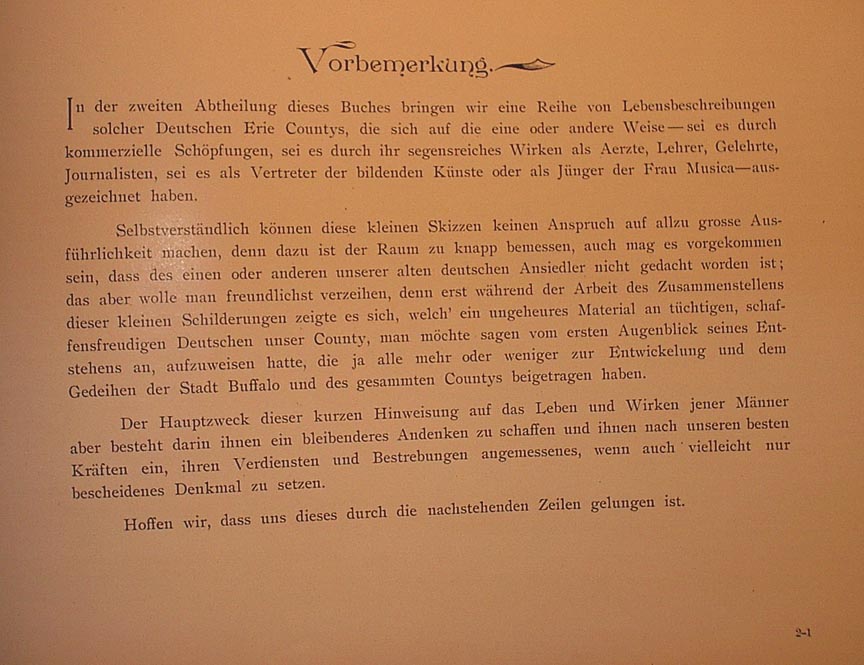 Vorbemerkung.
In der zweiten Abtheilung dieses Buches bringen wir eine Reihe von Lebensbeschreibungen
solcher Deutschen Erie Countys, die sich auf die eine oder andere Weise—sei es durch
kommerzielle Schöpfungen, sei es durch ihr segensreiches Wirken als Aerzte, Lehrer, Gelehrte,
Journalisten, sei es als Vertreter der bildenden Künste oder als Jünger der Frau Musica—aus-
gezeichnet haben.
Selbstverständlich können diese kleinen Skizzen keinen Anspruch auf allzu grosse Aus-
führlichkeit machen, denn dazu ist der Raum zu knapp bemessen, auch mag es vorgekommen
sein, dass des einen oder anderen unserer alten deutschen Ansiedler nicht gedacht worden ist;
das aber wolle man freundlichst verzeihen, denn erst während der Arbeit des Zusammenstellens
dieser kleinen Schilderungen zeigte es sich, welch' ein ungeheures Material an tüchtigen, schaf-
fensfreudigen Deutschen unser County, man möchte sagen vom ersten Augenblick seines Ent-
stehens an, aufzuweisen hatte, die ja alle mehr oder weniger zur Entwickelung und dem
Gedeihen der Stadt Buffalo und des gesammten Countys beigetragen haben.
Der Hauptzweck dieser kurzen Hinweisung auf das Leben und Wirken jener Männer
aber besteht darin ihnen ein bleibenderes Andenken zu schaffen und ihnen nach unseren besten
Kräften ein, ihren Verdiensten und Bestrebungen angemessenes, wenn auch vielleicht nur
bescheidenes Denkmal zu setzen.
Hoffen wir, dass uns dieses durch die nachstehenden Zeilen gelungen ist.
2-1